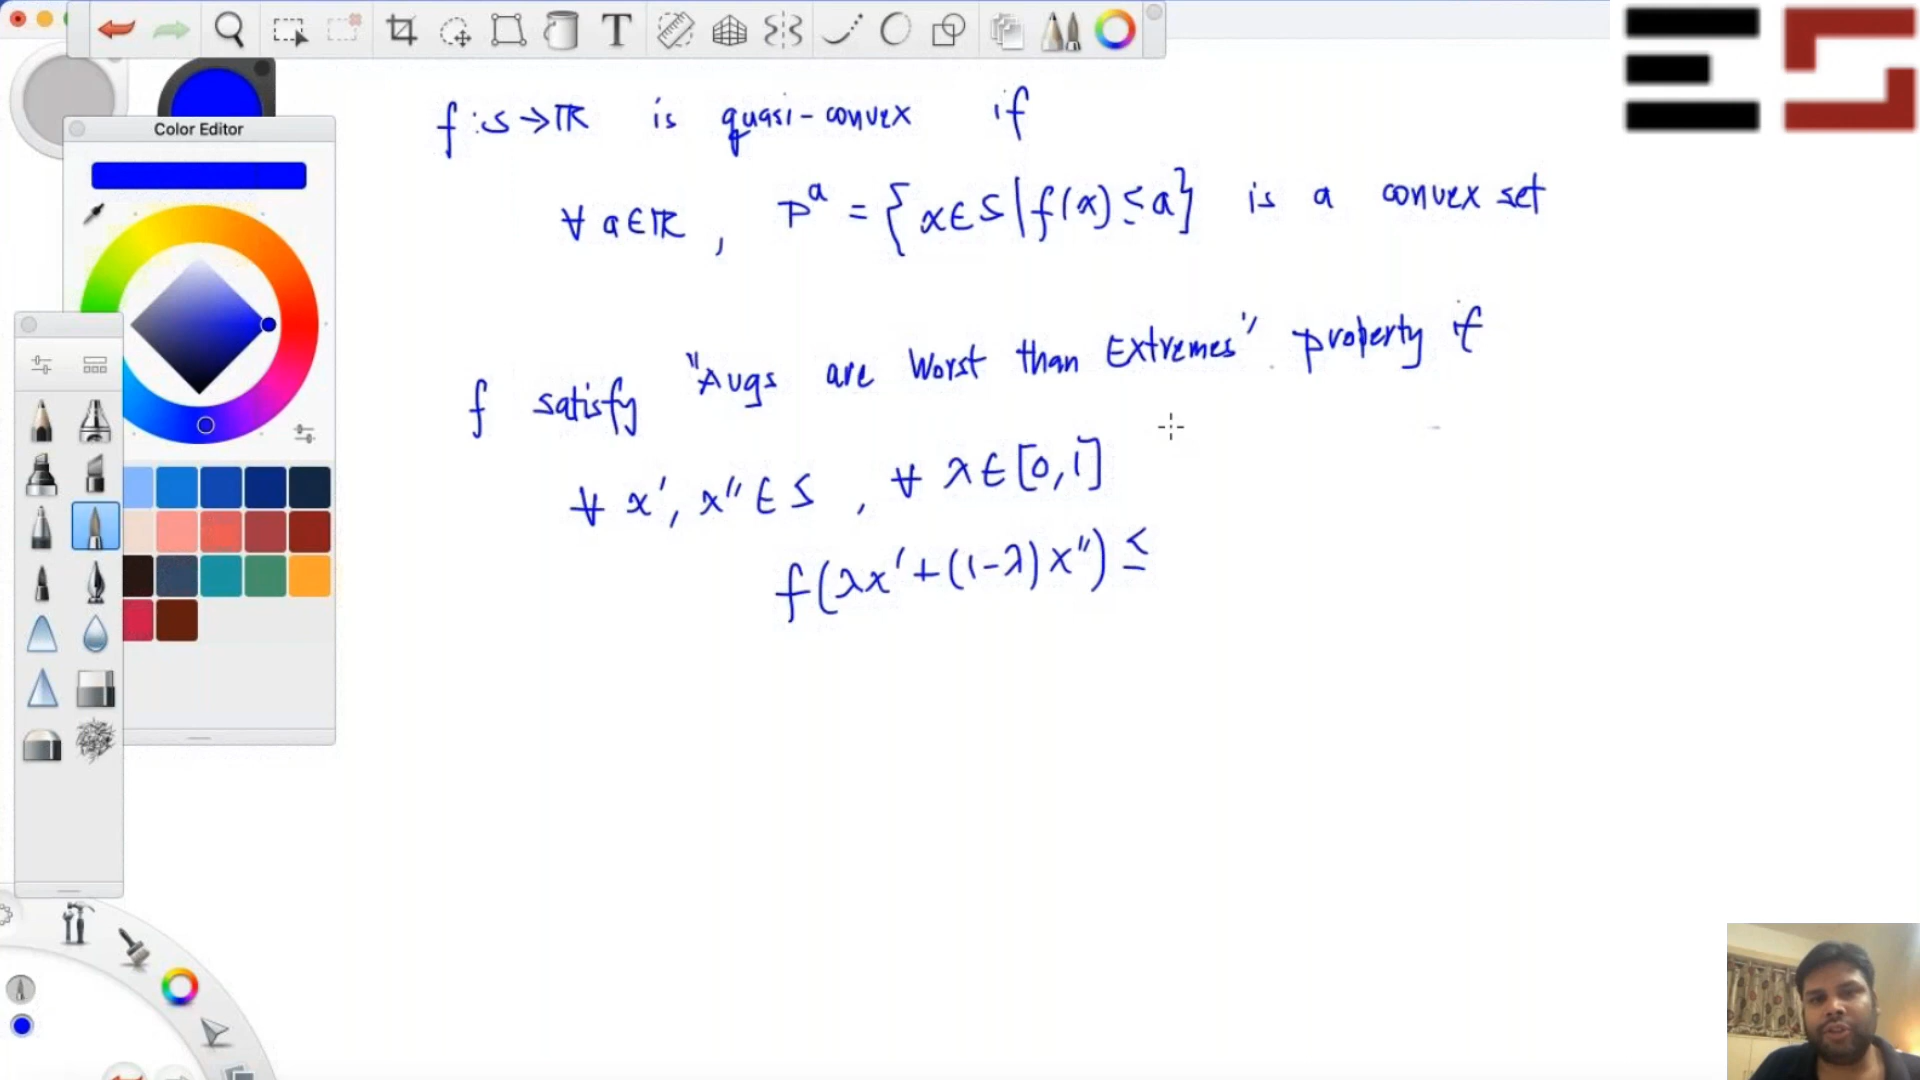 Color Editor
f : S → ℝ is quasi-convex if
∀ a ∈ ℝ , P^a = {x ∈ S | f(x) ≤ a} is a convex set
f satisfy "Avgs are Worst than Extremes" property if
∀ x', x'' ∈ S , ∀ λ ∈ [0,1]
f(λx' + (1-λ)x'') ≤